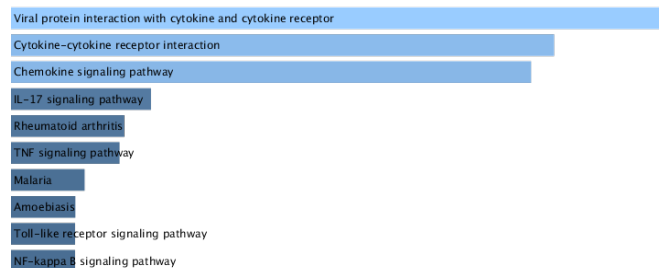 Viral protein interaction with cytokine and cytokine receptor
Cytokine-cytokine receptor interaction
Chemokine signaling pathway
IL-17 signaling pathway
Rheumatoid arthritis
TNF signaling pathway
Malaria
Amoebiasis
Toll-like receptor signaling pathway
NF-kappa B signaling pathway